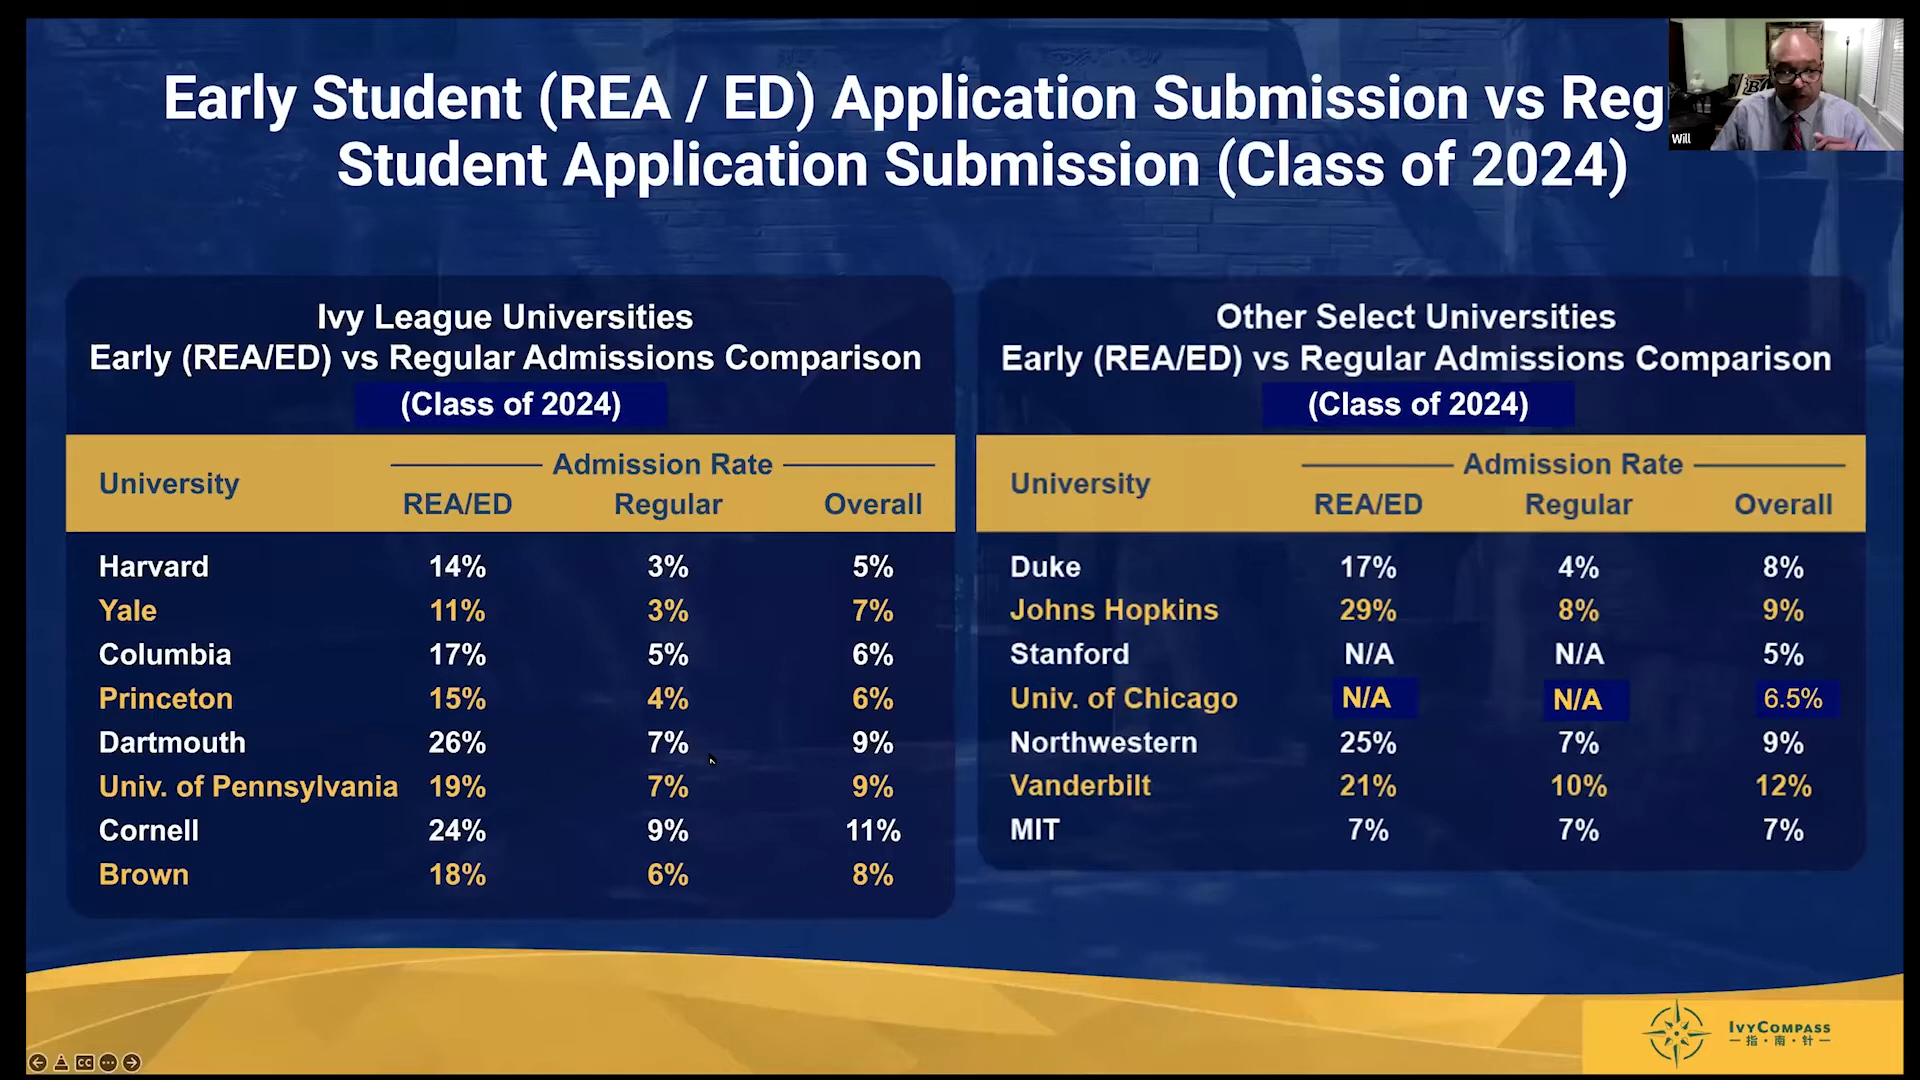 Early Student (REA / ED) Application Submission vs Reg
Student Application Submission (Class of 2024)
Will
Ivy League Universities
Early (REA/ED) vs Regular Admissions Comparison
(Class of 2024)
University
Admission Rate
REA/ED Regular Overall
Harvard 14% 3% 5%
Yale 11% 3% 7%
Columbia 17% 5% 6%
Princeton 15% 4% 6%
Dartmouth 26% 7% 9%
Univ. of Pennsylvania 19% 7% 9%
Cornell 24% 9% 11%
Brown 18% 6% 8%
Other Select Universities
Early (REA/ED) vs Regular Admissions Comparison
(Class of 2024)
University
Admission Rate
REA/ED Regular Overall
Duke 17% 4% 8%
Johns Hopkins 29% 8% 9%
Stanford N/A N/A 5%
Univ. of Chicago N/A N/A 6.5%
Northwestern 25% 7% 9%
Vanderbilt 21% 10% 12%
MIT 7% 7% 7%
CC
IVYCOMPASS
指·南·针